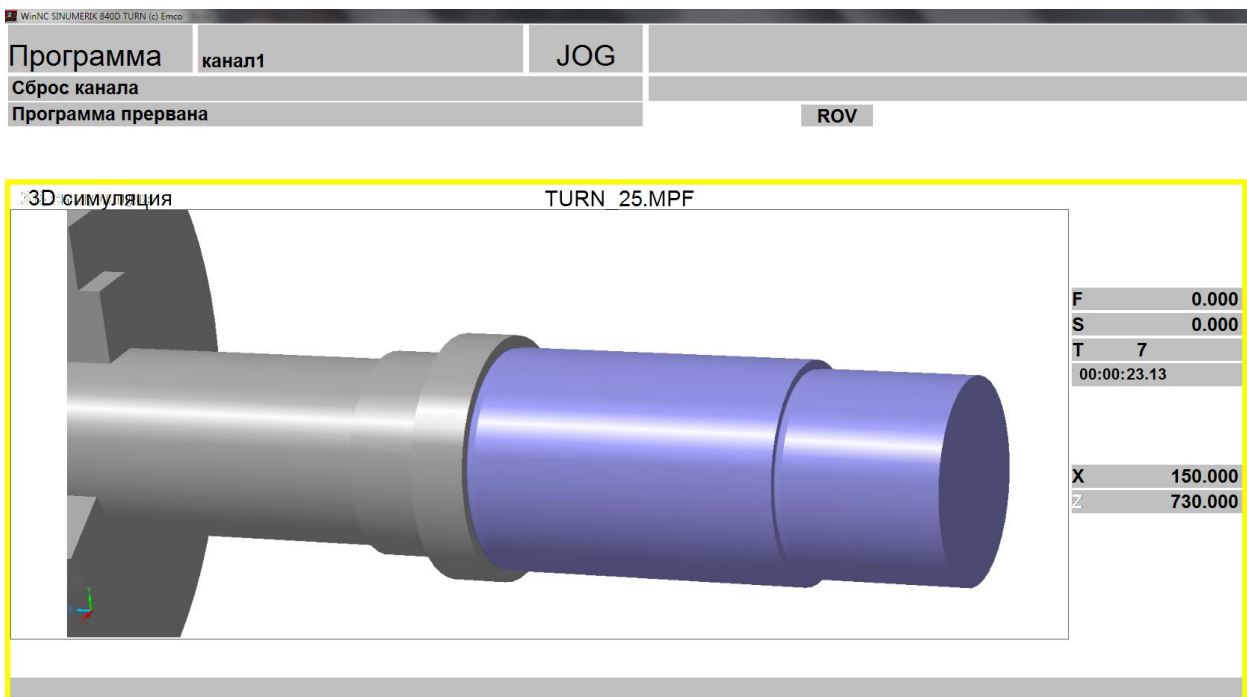 WinNC SINUMERIK 840D TURN (c) Emco
Программа канал1 JOG
Сброс канала
Программа прервана ROV
3D симуляция TURN_25.MPF
F 0.000
S 0.000
T 7
00:00:23.13
X 150.000
Z 730.000
Y